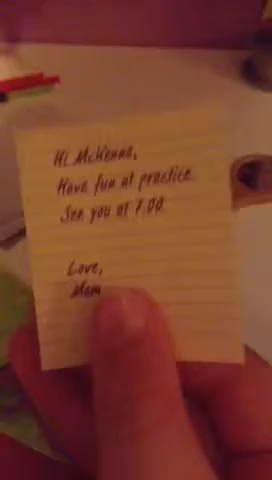 Hi McKenna,
Have fun at practice.
See you at 7:00
Love,
Mom